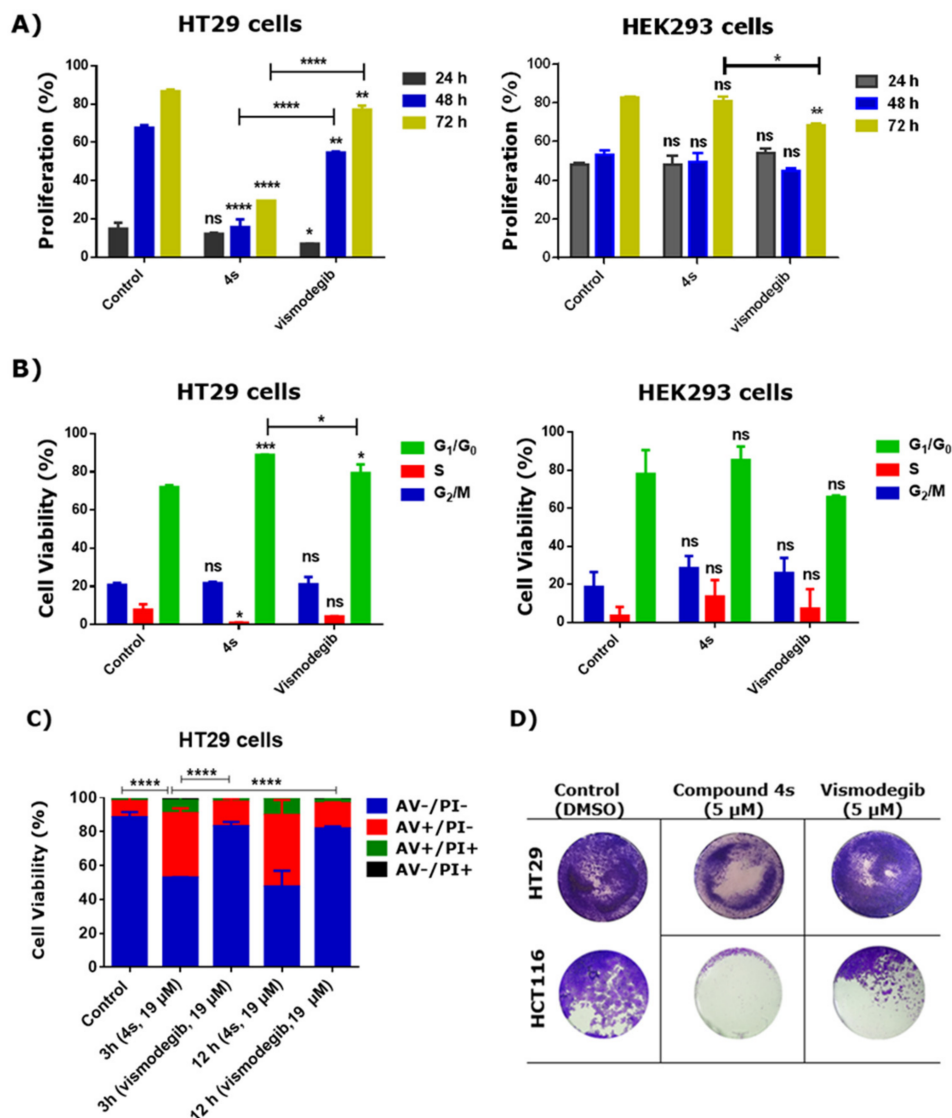 A)
HT29 cells
Proliferation (%)
100
80
60
40
20
0
****
****
ns
****
****
*
**
**
24 h
48 h
72 h
Control
4s
vismodegib
HEK293 cells
Proliferation (%)
100
80
60
40
20
0
*
ns
ns
ns
ns
ns
**
24 h
48 h
72 h
Control
4s
vismodegib
B)
HT29 cells
Cell Viability (%)
100
80
60
40
20
0
*
ns
*
***
ns
ns
*
G1/G0
S
G2/M
Control
4s
Vismodegib
HEK293 cells
Cell Viability (%)
100
80
60
40
20
0
ns
ns
ns
ns
ns
ns
G1/G0
S
G2/M
Control
4s
Vismodegib
C)
HT29 cells
Cell Viability (%)
100
80
60
40
20
0
****
****
****
AV-/PI-
AV+/PI-
AV+/PI+
AV-/PI+
Control
3h (4s, 19 µM)
3h (vismodegib, 19 µM)
12 h (4s, 19 µM)
12 h (vismodegib, 19 µM)
D)
Control
(DMSO)
Compound 4s
(5 µM)
Vismodegib
(5 µM)
HT29
HCT116